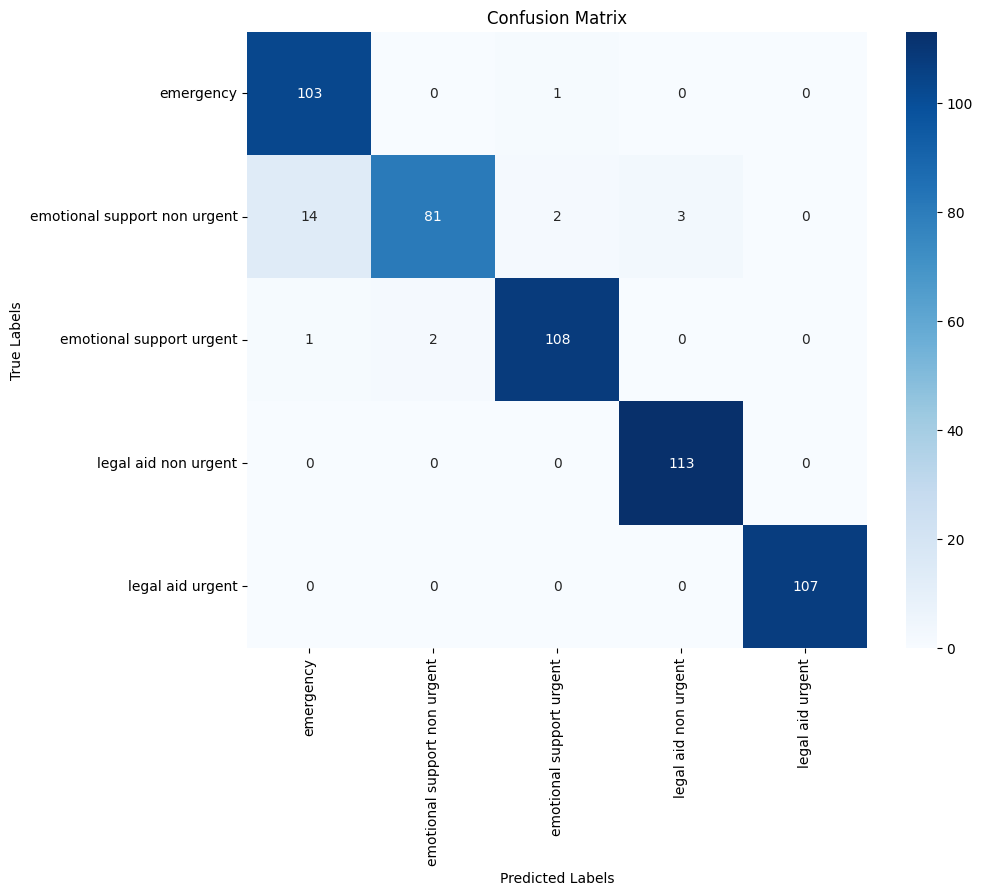 Confusion Matrix
True Labels
emergency
103 0 1 0 0
emotional support non urgent
14 81 2 3 0
emotional support urgent
1 2 108 0 0
legal aid non urgent
0 0 0 113 0
legal aid urgent
0 0 0 0 107
emergency
emotional support non urgent
emotional support urgent
legal aid non urgent
legal aid urgent
Predicted Labels
100
80
60
40
20
0